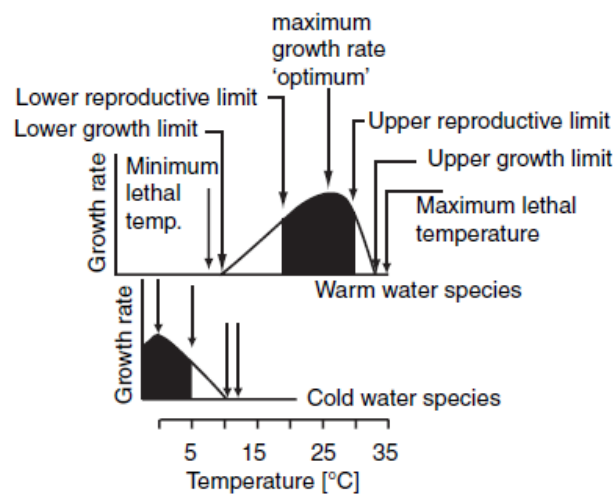 maximum
growth rate
'optimum'
Lower reproductive limit
Lower growth limit
Upper reproductive limit
Upper growth limit
Minimum
lethal
temp.
Maximum lethal
temperature
Growth rate
Warm water species
Growth rate
Cold water species
5 15 25 35
Temperature [°C]